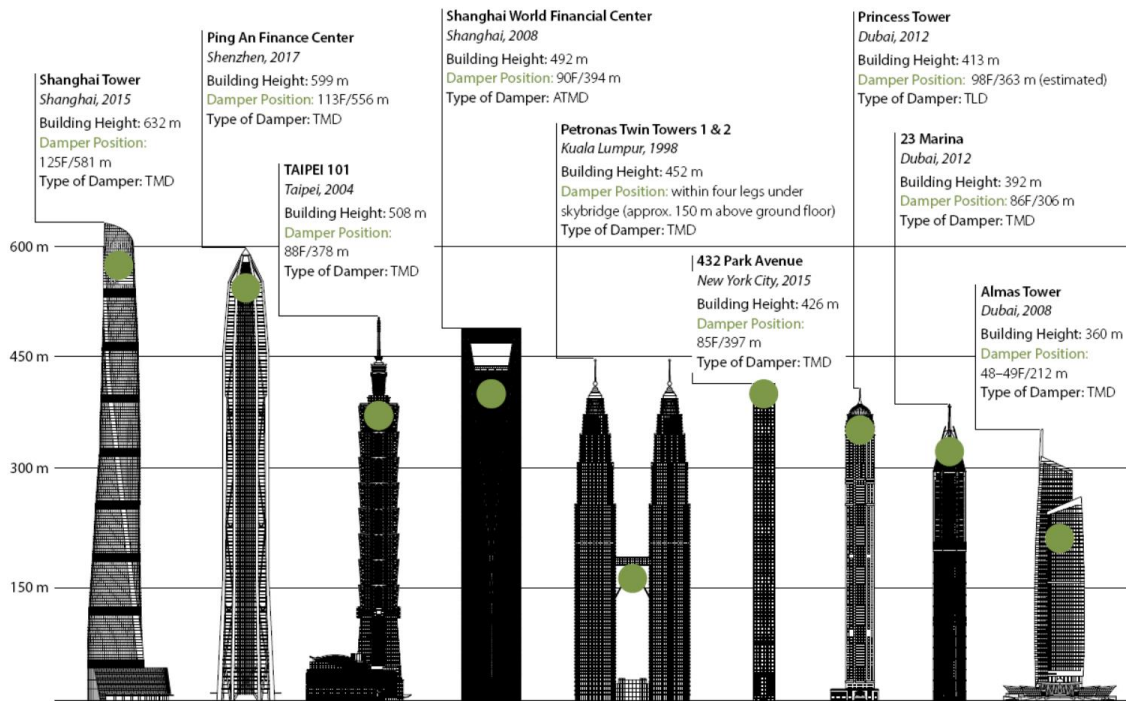 Shanghai Tower
Shanghai, 2015
Building Height: 632 m
Damper Position:
125F/581 m
Type of Damper: TMD
Ping An Finance Center
Shenzhen, 2017
Building Height: 599 m
Damper Position: 113F/556 m
Type of Damper: TMD
TAIPEI 101
Taipei, 2004
Building Height: 508 m
Damper Position:
88F/378 m
Type of Damper: TMD
Shanghai World Financial Center
Shanghai, 2008
Building Height: 492 m
Damper Position: 90F/394 m
Type of Damper: ATMD
Petronas Twin Towers 1 & 2
Kuala Lumpur, 1998
Building Height: 452 m
Damper Position: within four legs under
skybridge (approx. 150 m above ground floor)
Type of Damper: TMD
432 Park Avenue
New York City, 2015
Building Height: 426 m
Damper Position:
85F/397 m
Type of Damper: TMD
Princess Tower
Dubai, 2012
Building Height: 413 m
Damper Position: 98F/363 m (estimated)
Type of Damper: TLD
23 Marina
Dubai, 2012
Building Height: 392 m
Damper Position: 86F/306 m
Type of Damper: TMD
Almas Tower
Dubai, 2008
Building Height: 360 m
Damper Position:
48–49F/212 m
Type of Damper: TMD
600 m
450 m
300 m
150 m